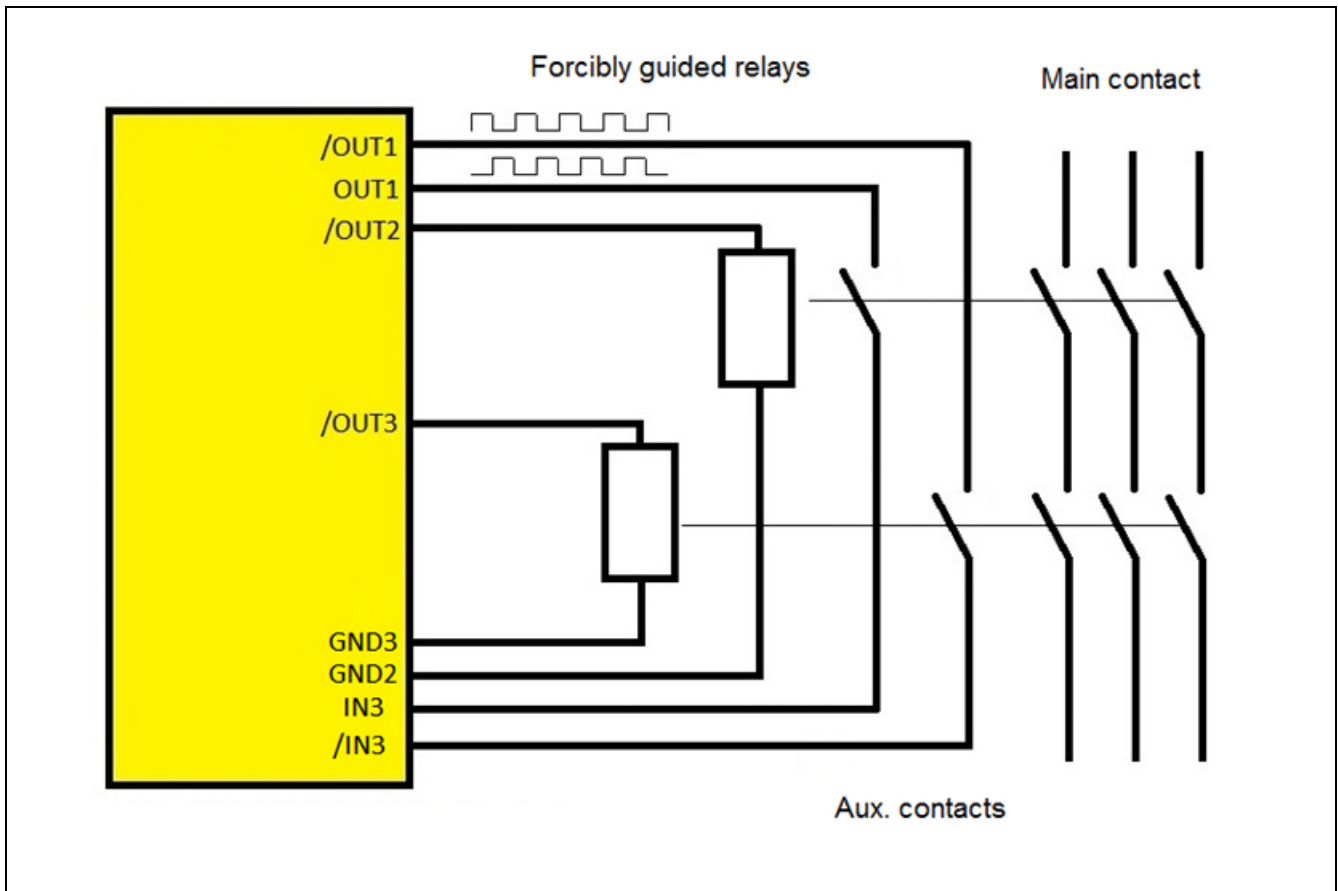 Forcibly guided relays
Main contact
/OUT1
OUT1
/OUT2
/OUT3
GND3
GND2
IN3
/IN3
Aux. contacts